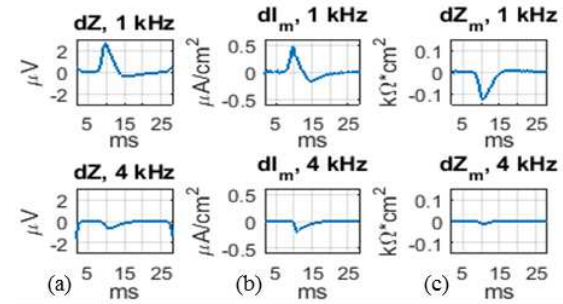 dZ, 1 kHz
dIm, 1 kHz
dZm, 1 kHz
μV
2
0
-2
μA/cm2
0.5
0
-0.5
kΩ*cm2
0.1
0
-0.1
5 15 25
5 15 25
5 15 25
ms
ms
ms
dZ, 4 kHz
dIm, 4 kHz
dZm, 4 kHz
μV
2
0
-2
μA/cm2
0.5
0
-0.5
kΩ*cm2
0.1
0
-0.1
(a) 5 15 25
(b) 5 15 25
(c) 5 15 25
ms
ms
ms